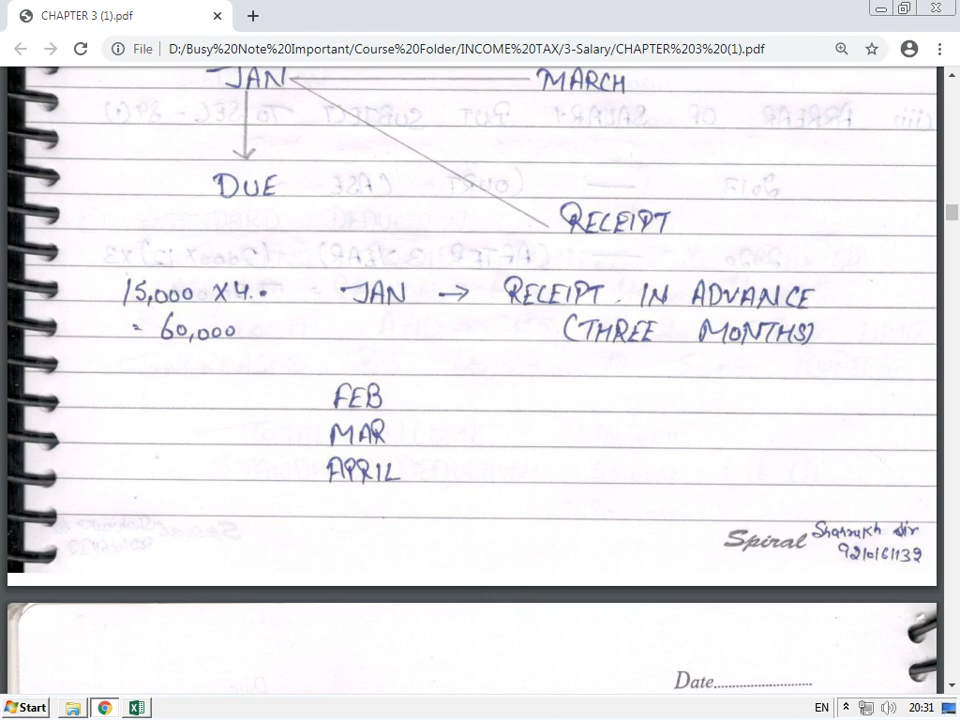 CHAPTER 3 (1).pdf
File D:/Busy%20Note%20Important/Course%20Folder/INCOME%20TAX/3-Salary/CHAPTER%203%20(1).pdf
JAN MARCH
DUE
RECEIPT
15,000 x 4. JAN → RECEIPT. IN ADVANCE
= 60,000 (THREE MONTHS)
FEB
MAR
APRIL
Spiral Sharukh Sir
9210161132
Date
Start EN 20:31